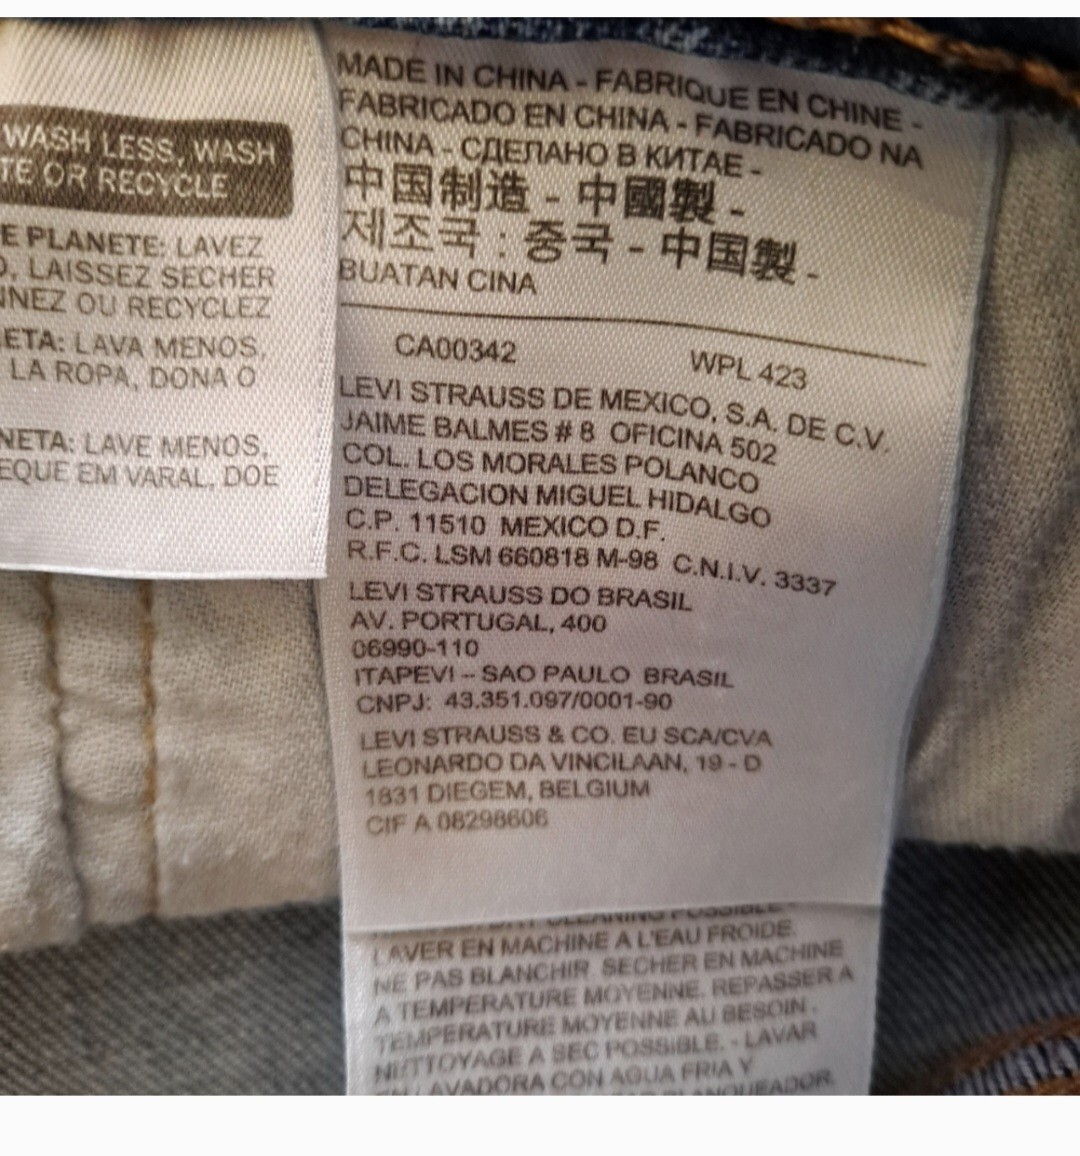 WASH LESS, WASH
TE OR RECYCLE
E PLANETE: LAVEZ
, LAISSEZ SECHER
NNEZ OU RECYCLEZ
ETA: LAVA MENOS,
LA ROPA, DONA O
NETA: LAVE MENOS,
EQUE EM VARAL, DOE
MADE IN CHINA - FABRIQUE EN CHINE -
FABRICADO EN CHINA - FABRICADO NA
CHINA - СДЕЛАНО В КИТАЕ -
中国制造 - 中國製 -
제조국 : 중국 - 中国製 -
BUATAN CINA
CA00342 WPL 423
LEVI STRAUSS DE MEXICO, S.A. DE C.V.
JAIME BALMES # 8 OFICINA 502
COL. LOS MORALES POLANCO
DELEGACION MIGUEL HIDALGO
C.P. 11510 MEXICO D.F.
R.F.C. LSM 660818 M-98 C.N.I.V. 3337
LEVI STRAUSS DO BRASIL
AV. PORTUGAL, 400
06990-110
ITAPEVI - SAO PAULO BRASIL
CNPJ: 43.351.097/0001-90
LEVI STRAUSS & CO. EU SCA/CVA
LEONARDO DA VINCILAAN, 19 - D
1831 DIEGEM, BELGIUM
CIF A 08298606
CLEANING POSSIBLE -
LAVER EN MACHINE A L'EAU FROIDE.
NE PAS BLANCHIR. SECHER EN MACHINE
A TEMPERATURE MOYENNE. REPASSER A
TEMPERATURE MOYENNE AU BESOIN.
NETTOYAGE A SEC POSSIBLE. - LAVAR
EN LAVADORA CON AGUA FRIA Y
BLANQUEADOR.